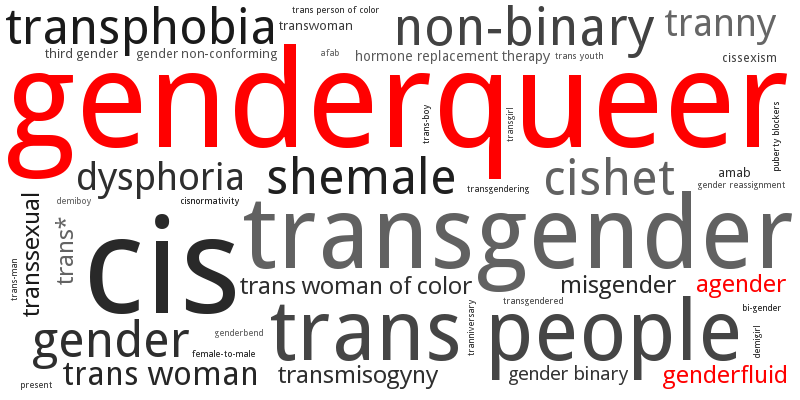 transphobia
trans person of color
transwoman
non-binary
tranny
third gender
gender non-conforming
afab
hormone replacement therapy
trans youth
cissexism
genderqueer
trans-boy
transgirl
puberty blockers
dysphoria
shemale
transgendering
cishet
amab
gender reassignment
transsexual
demiboy
cisnormativity
trans*
cis
transgender
trans-man
trans woman of color
misgender
agender
gender
genderbend
trans people
tranniversary
transgendered
bi-gender
demigirl
female-to-male
present
trans woman
transmisogyny
gender binary
genderfluid